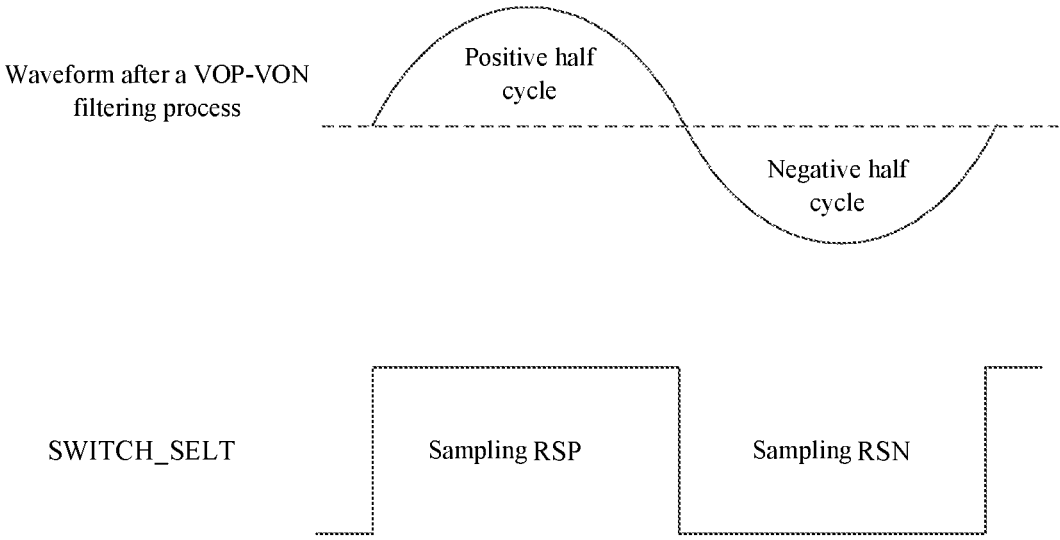 Waveform after a VOP-VON
filtering process
Positive half
cycle
Negative half
cycle
SWITCH_SELT
Sampling RSP
Sampling RSN